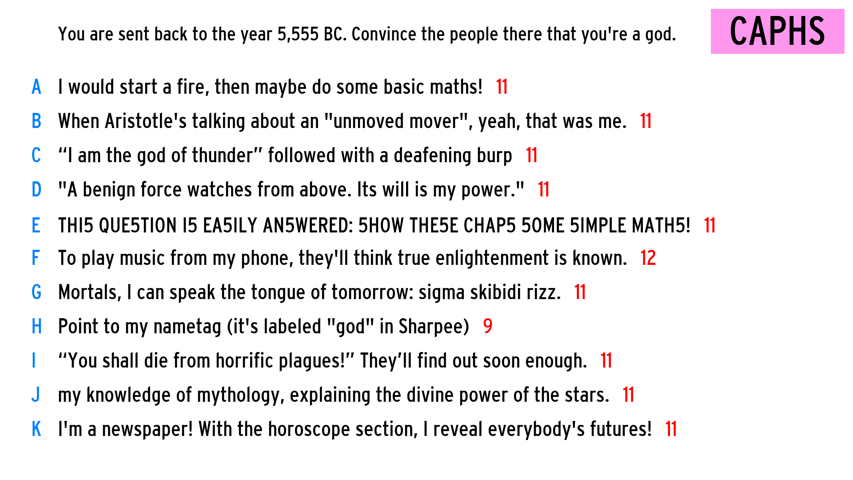 You are sent back to the year 5,555 BC. Convince the people there that you're a god.
CAPHS
A I would start a fire, then maybe do some basic maths! 11
B When Aristotle's talking about an "unmoved mover", yeah, that was me. 11
C “I am the god of thunder” followed with a deafening burp 11
D "A benign force watches from above. Its will is my power." 11
E THI5 QUE5TION I5 EA5ILY AN5WERED: 5HOW THE5E CHAP5 5OME 5IMPLE MATH5! 11
F To play music from my phone, they'll think true enlightenment is known. 12
G Mortals, I can speak the tongue of tomorrow: sigma skibidi rizz. 11
H Point to my nametag (it's labeled "god" in Sharpee) 9
I “You shall die from horrific plagues!” They’ll find out soon enough. 11
J my knowledge of mythology, explaining the divine power of the stars. 11
K I'm a newspaper! With the horoscope section, I reveal everybody's futures! 11